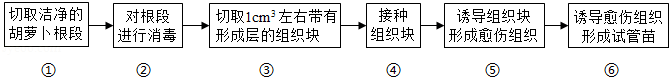 切取洁净的
胡萝卜根段
对根段
进行消毒
切取1cm³左右带有
形成层的组织块
接种
组织块
诱导组织块
形成愈伤组织
诱导愈伤组织
形成试管苗
① ② ③ ④ ⑤ ⑥